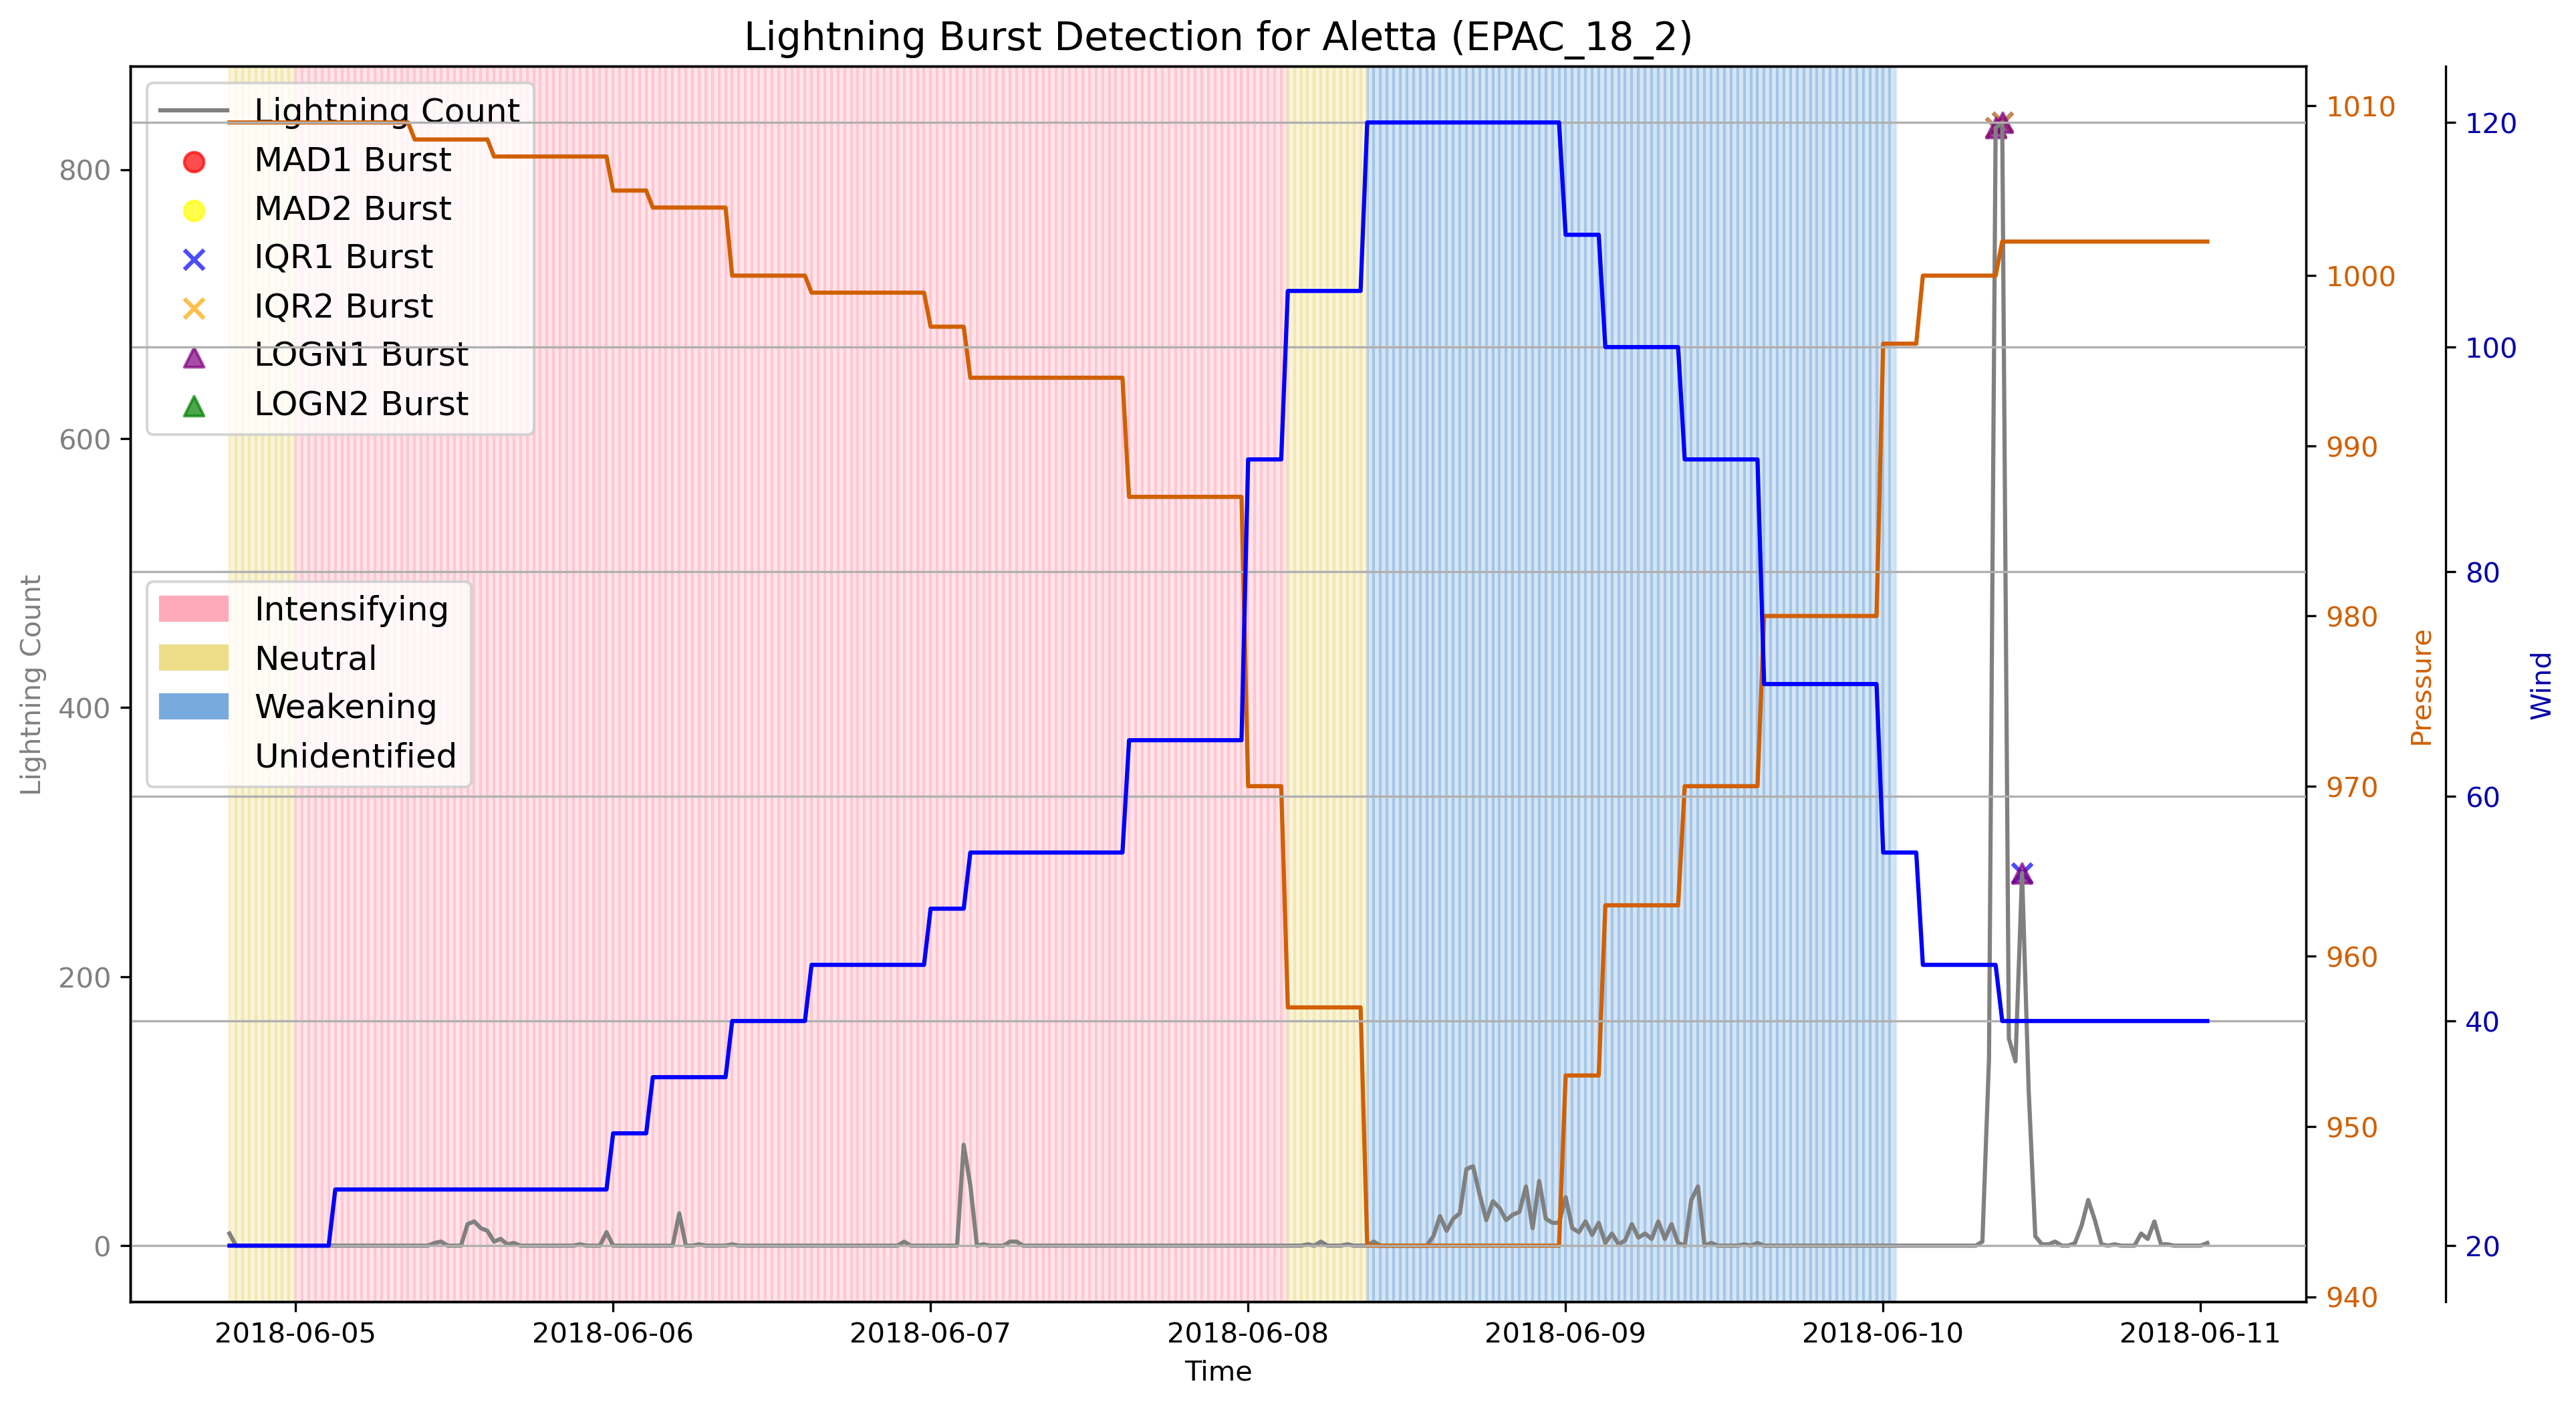 Lightning Burst Detection for Aletta (EPAC_18_2)
Lightning Count
MAD1 Burst
MAD2 Burst
IQR1 Burst
IQR2 Burst
LOGN1 Burst
LOGN2 Burst
Intensifying
Neutral
Weakening
Unidentified
Lightning Count
800
600
400
200
0
1010
1000
990
980
970
960
950
940
Pressure
120
100
80
60
40
20
Wind
2018-06-05 2018-06-06 2018-06-07 2018-06-08 2018-06-09 2018-06-10 2018-06-11
Time